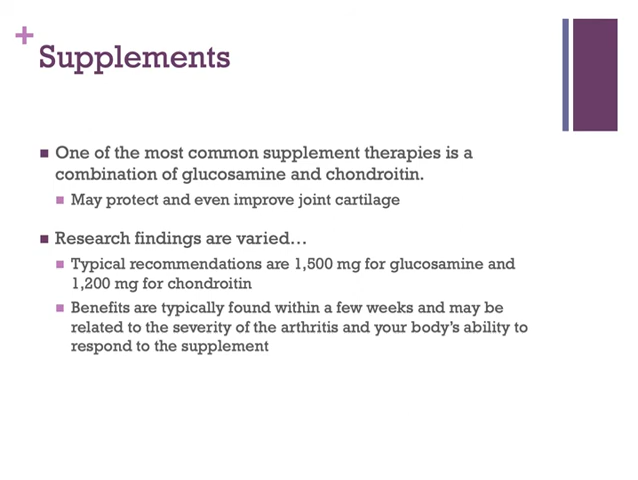 +
Supplements
One of the most common supplement therapies is a
combination of glucosamine and chondroitin.
May protect and even improve joint cartilage
Research findings are varied…
Typical recommendations are 1,500 mg for glucosamine and
1,200 mg for chondroitin
Benefits are typically found within a few weeks and may be
related to the severity of the arthritis and your body's ability to
respond to the supplement